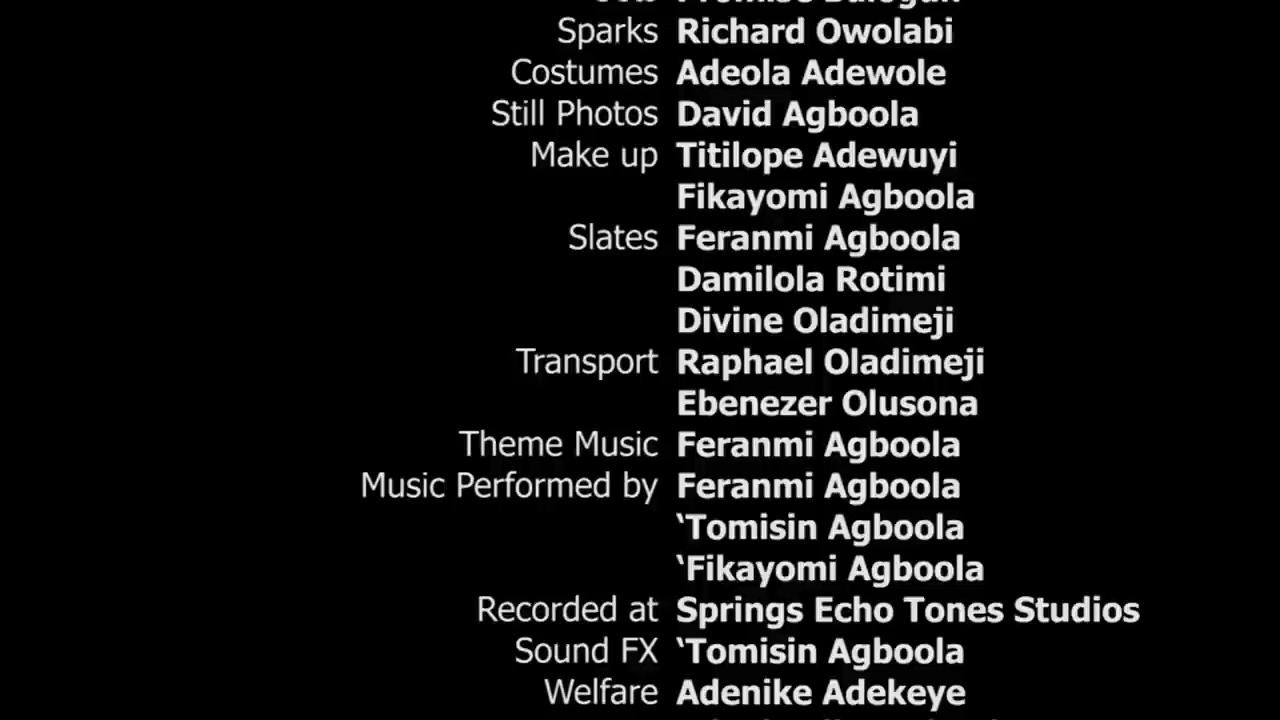 Sparks Richard Owolabi
Costumes Adeola Adewole
Still Photos David Agboola
Make up Titilope Adewuyi
Fikayomi Agboola
Slates Feranmi Agboola
Damilola Rotimi
Divine Oladimeji
Transport Raphael Oladimeji
Ebenezer Olusona
Theme Music Feranmi Agboola
Music Performed by Feranmi Agboola
‘Tomisin Agboola
‘Fikayomi Agboola
Recorded at Springs Echo Tones Studios
Sound FX ‘Tomisin Agboola
Welfare Adenike Adekeye